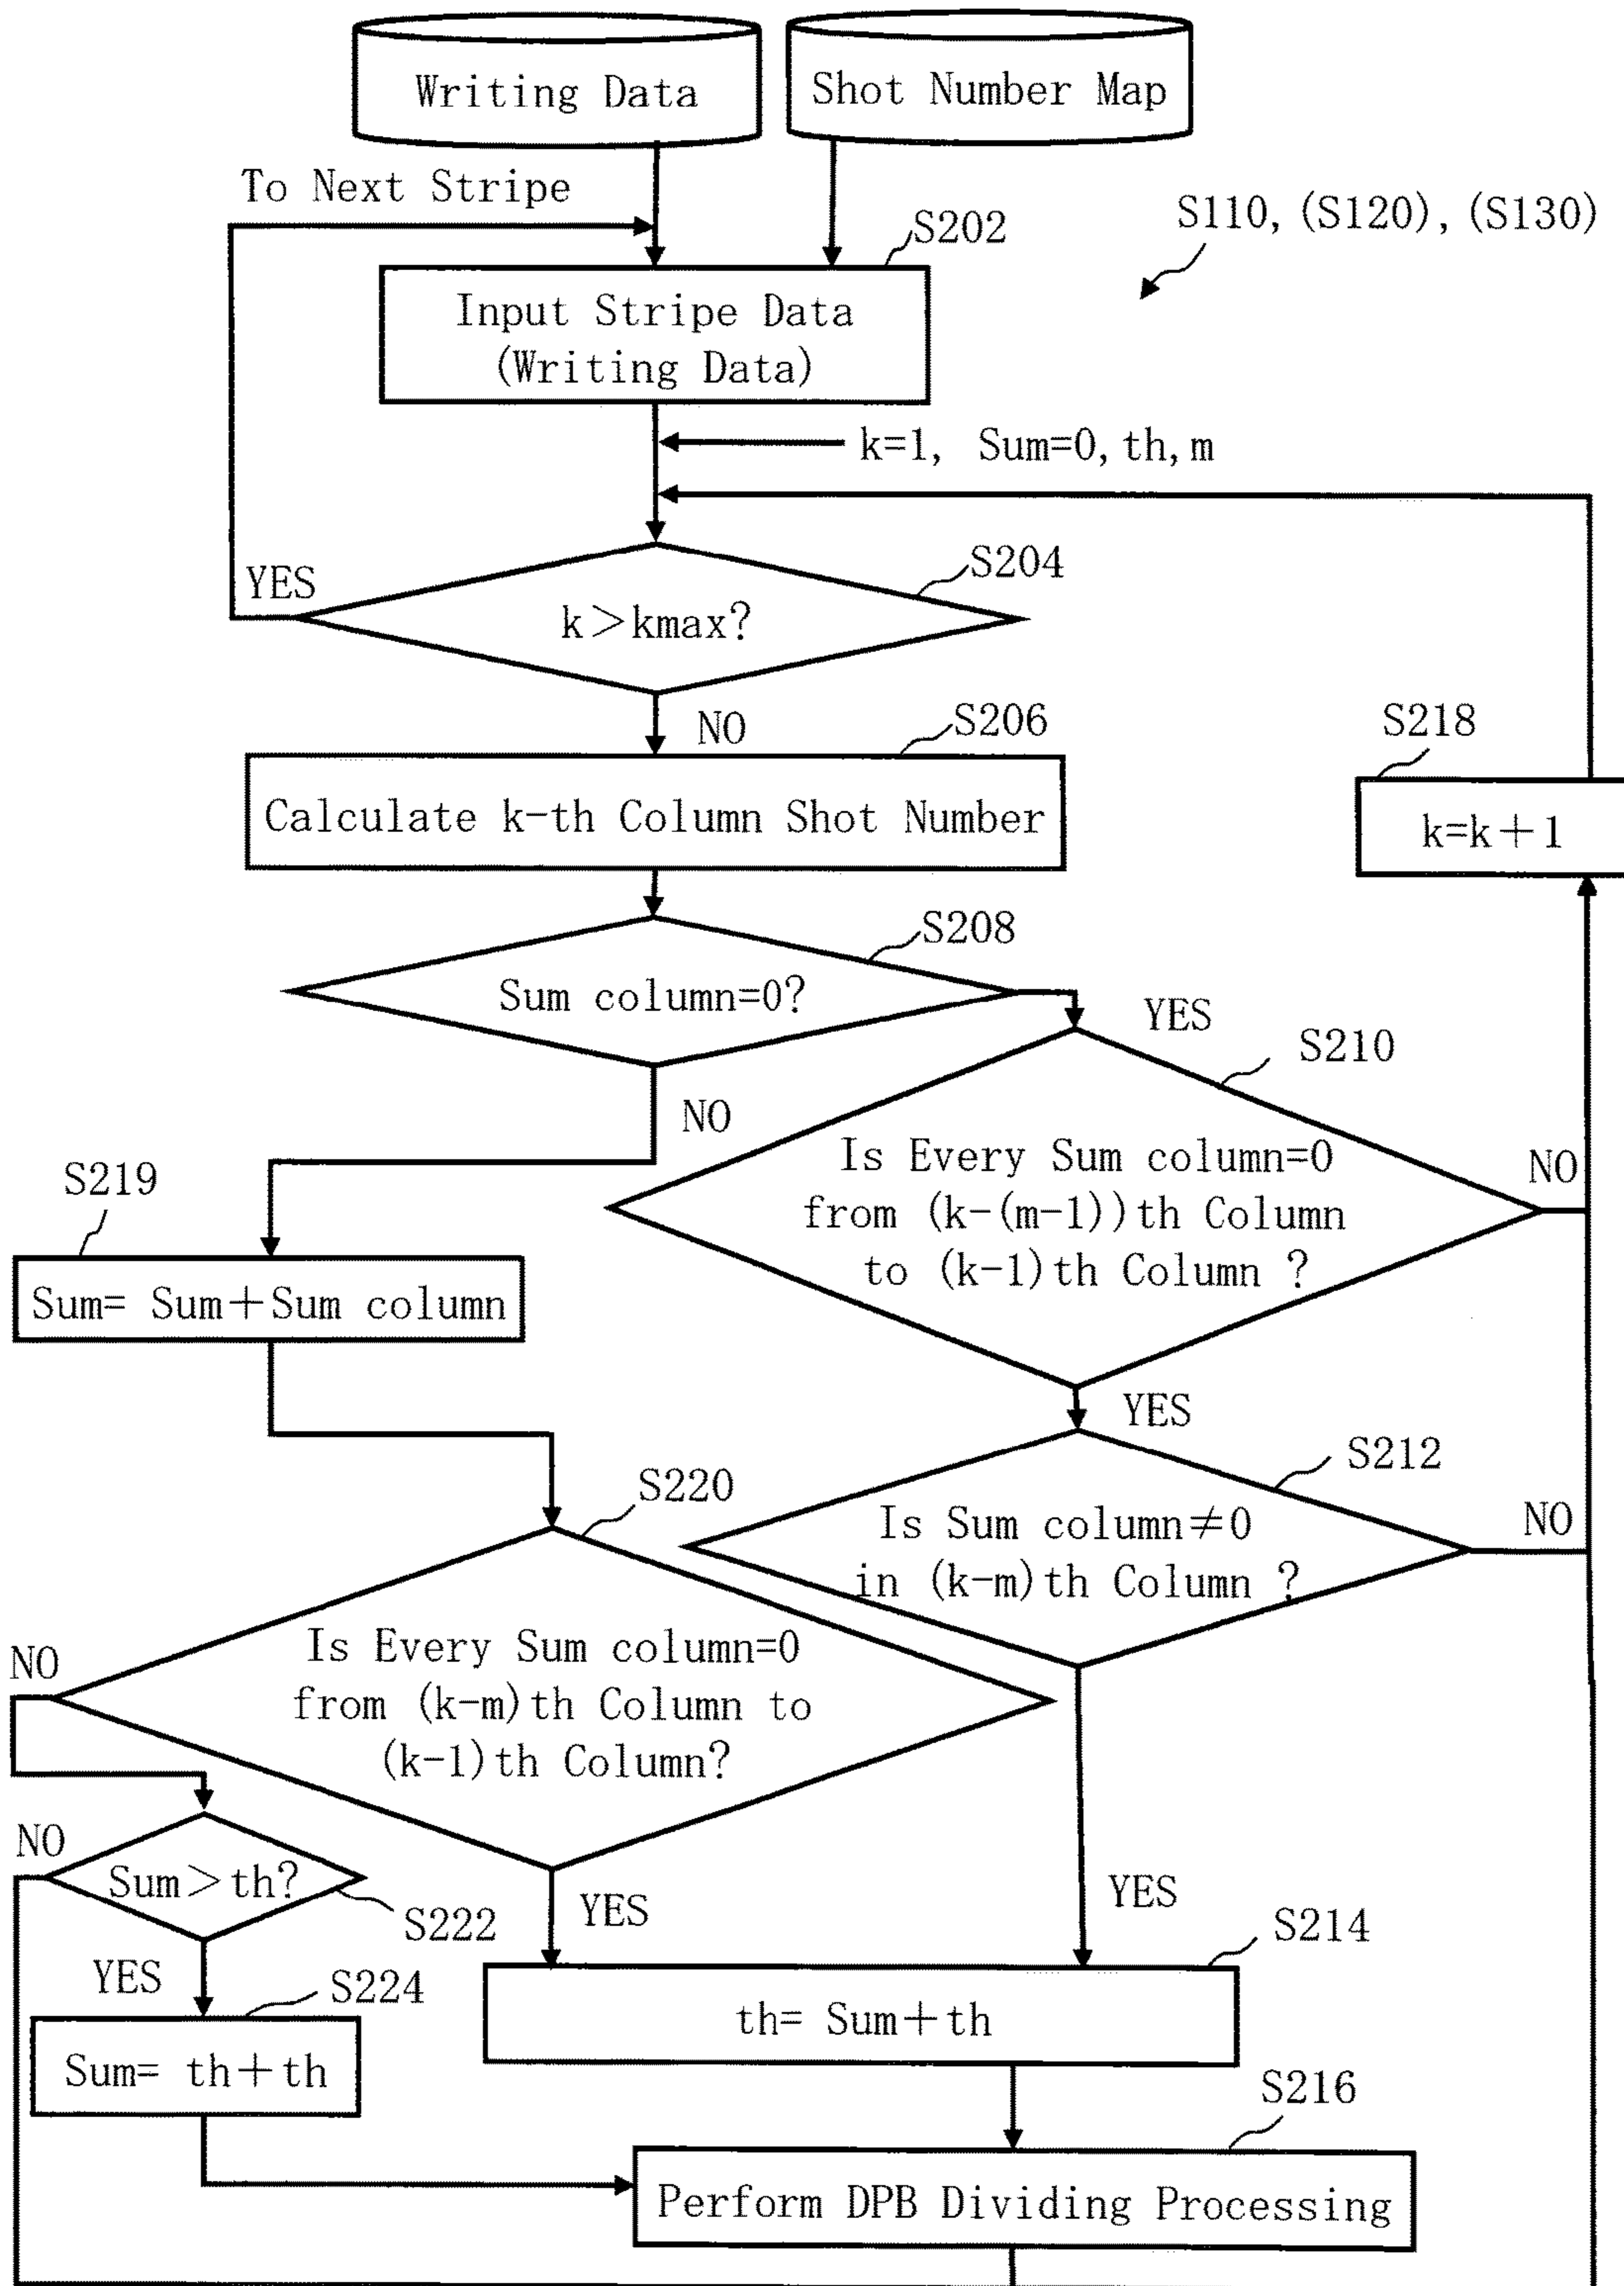 Writing Data
Shot Number Map
To Next Stripe
S110, (S120), (S130)
S202
Input Stripe Data
(Writing Data)
k=1, Sum=0, th, m
S204
YES
k>kmax?
NO
S206
S218
Calculate k-th Column Shot Number
k=k+1
S208
Sum column=0?
YES
S210
NO
Is Every Sum column=0
from (k-(m-1))th Column
to (k-1)th Column ?
NO
S219
Sum= Sum+Sum column
YES
S212
S220
Is Sum column≠0
in (k-m)th Column ?
NO
Is Every Sum column=0
from (k-m)th Column to
(k-1)th Column?
NO
NO
Sum>th?
S222
YES
YES
S214
YES
S224
th= Sum+th
Sum= th+th
S216
Perform DPB Dividing Processing